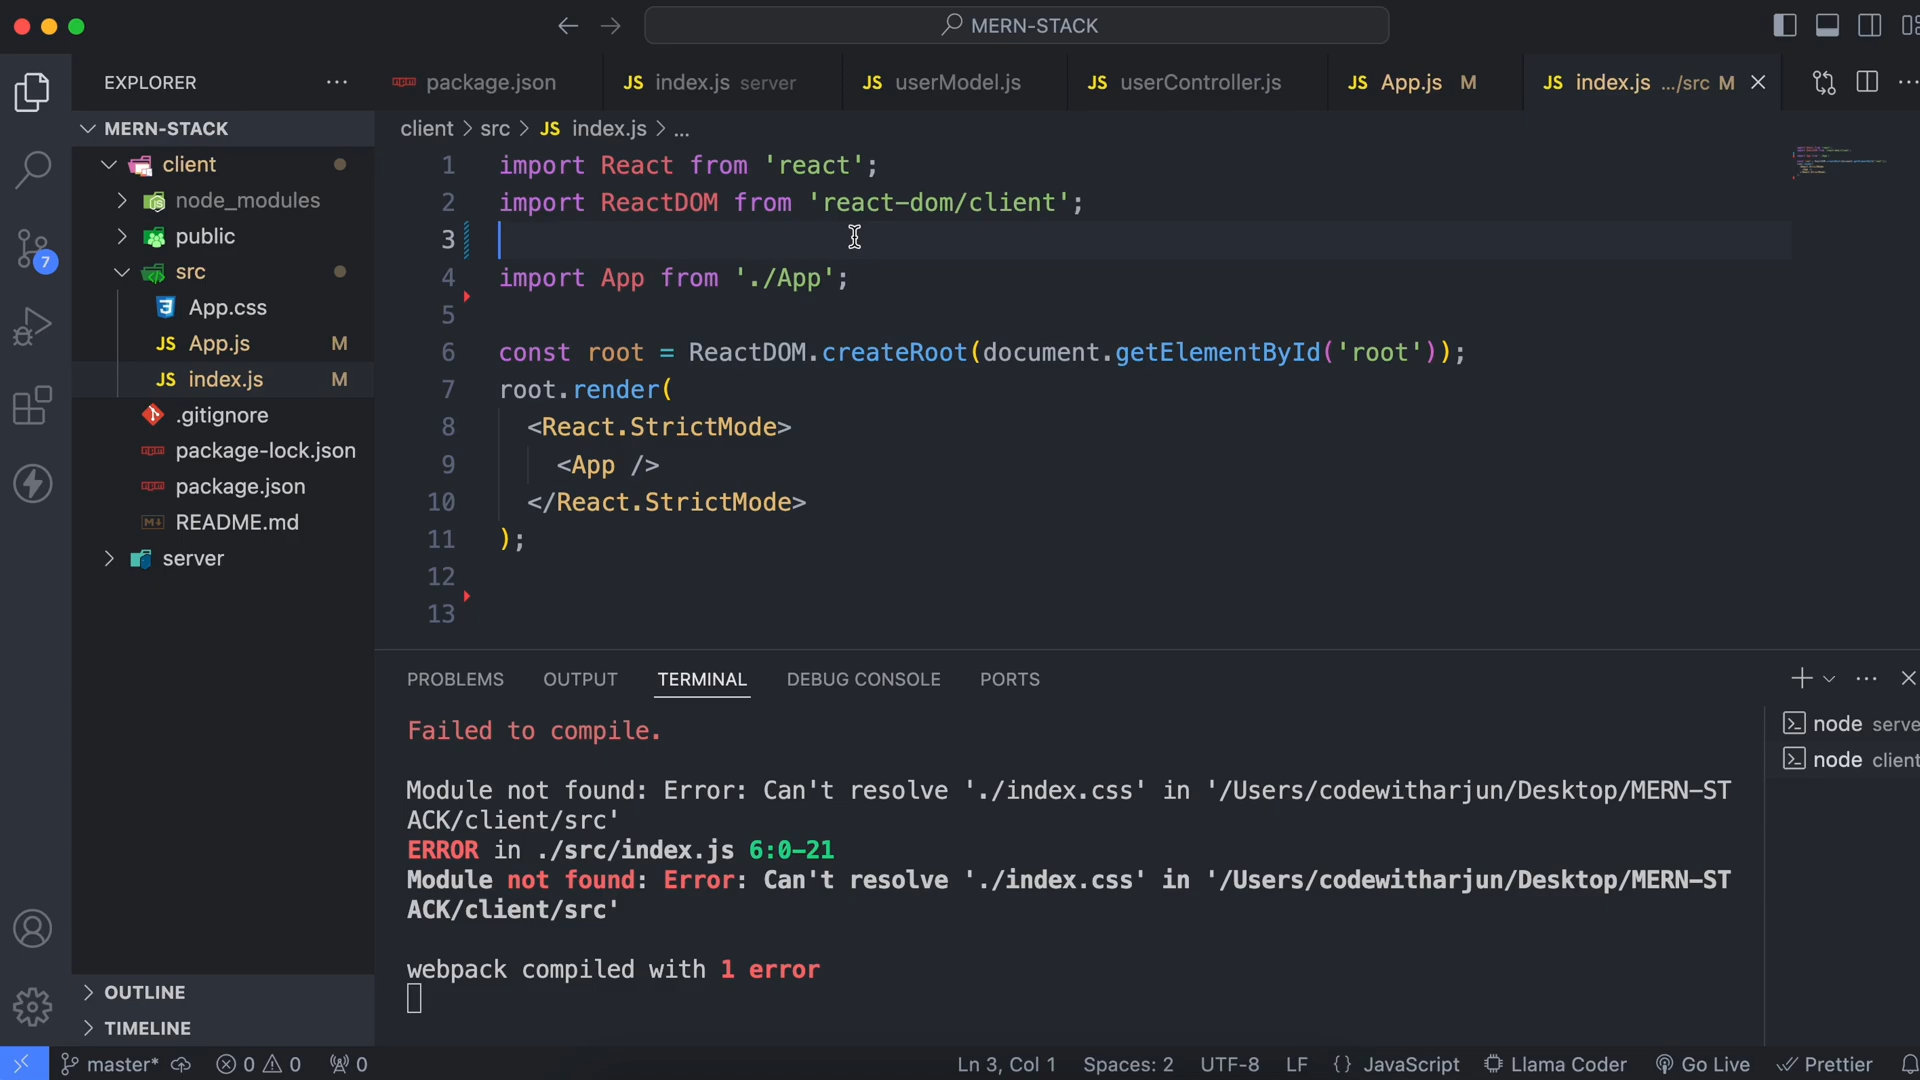 MERN-STACK
EXPLORER
package.json
JS index.js server
JS userModel.js
JS userController.js
JS App.js M
JS index.js .../src M
MERN-STACK
client
node_modules
public
src
App.css
JS App.js M
JS index.js M
.gitignore
package-lock.json
package.json
README.md
server
OUTLINE
TIMELINE
7
client > src > JS index.js > ...
1 import React from 'react';
2 import ReactDOM from 'react-dom/client';
3
4 import App from './App';
5
6 const root = ReactDOM.createRoot(document.getElementById('root'));
7 root.render(
8 <React.StrictMode>
9 <App />
10 </React.StrictMode>
11 );
12
13
PROBLEMS OUTPUT TERMINAL DEBUG CONSOLE PORTS
Failed to compile.
Module not found: Error: Can't resolve './index.css' in '/Users/codewitharjun/Desktop/MERN-ST
ACK/client/src'
ERROR in ./src/index.js 6:0-21
Module not found: Error: Can't resolve './index.css' in '/Users/codewitharjun/Desktop/MERN-ST
ACK/client/src'
webpack compiled with 1 error
node serve
node client
master* 0 0 0 Ln 3, Col 1 Spaces: 2 UTF-8 LF {} JavaScript Llama Coder Go Live Prettier